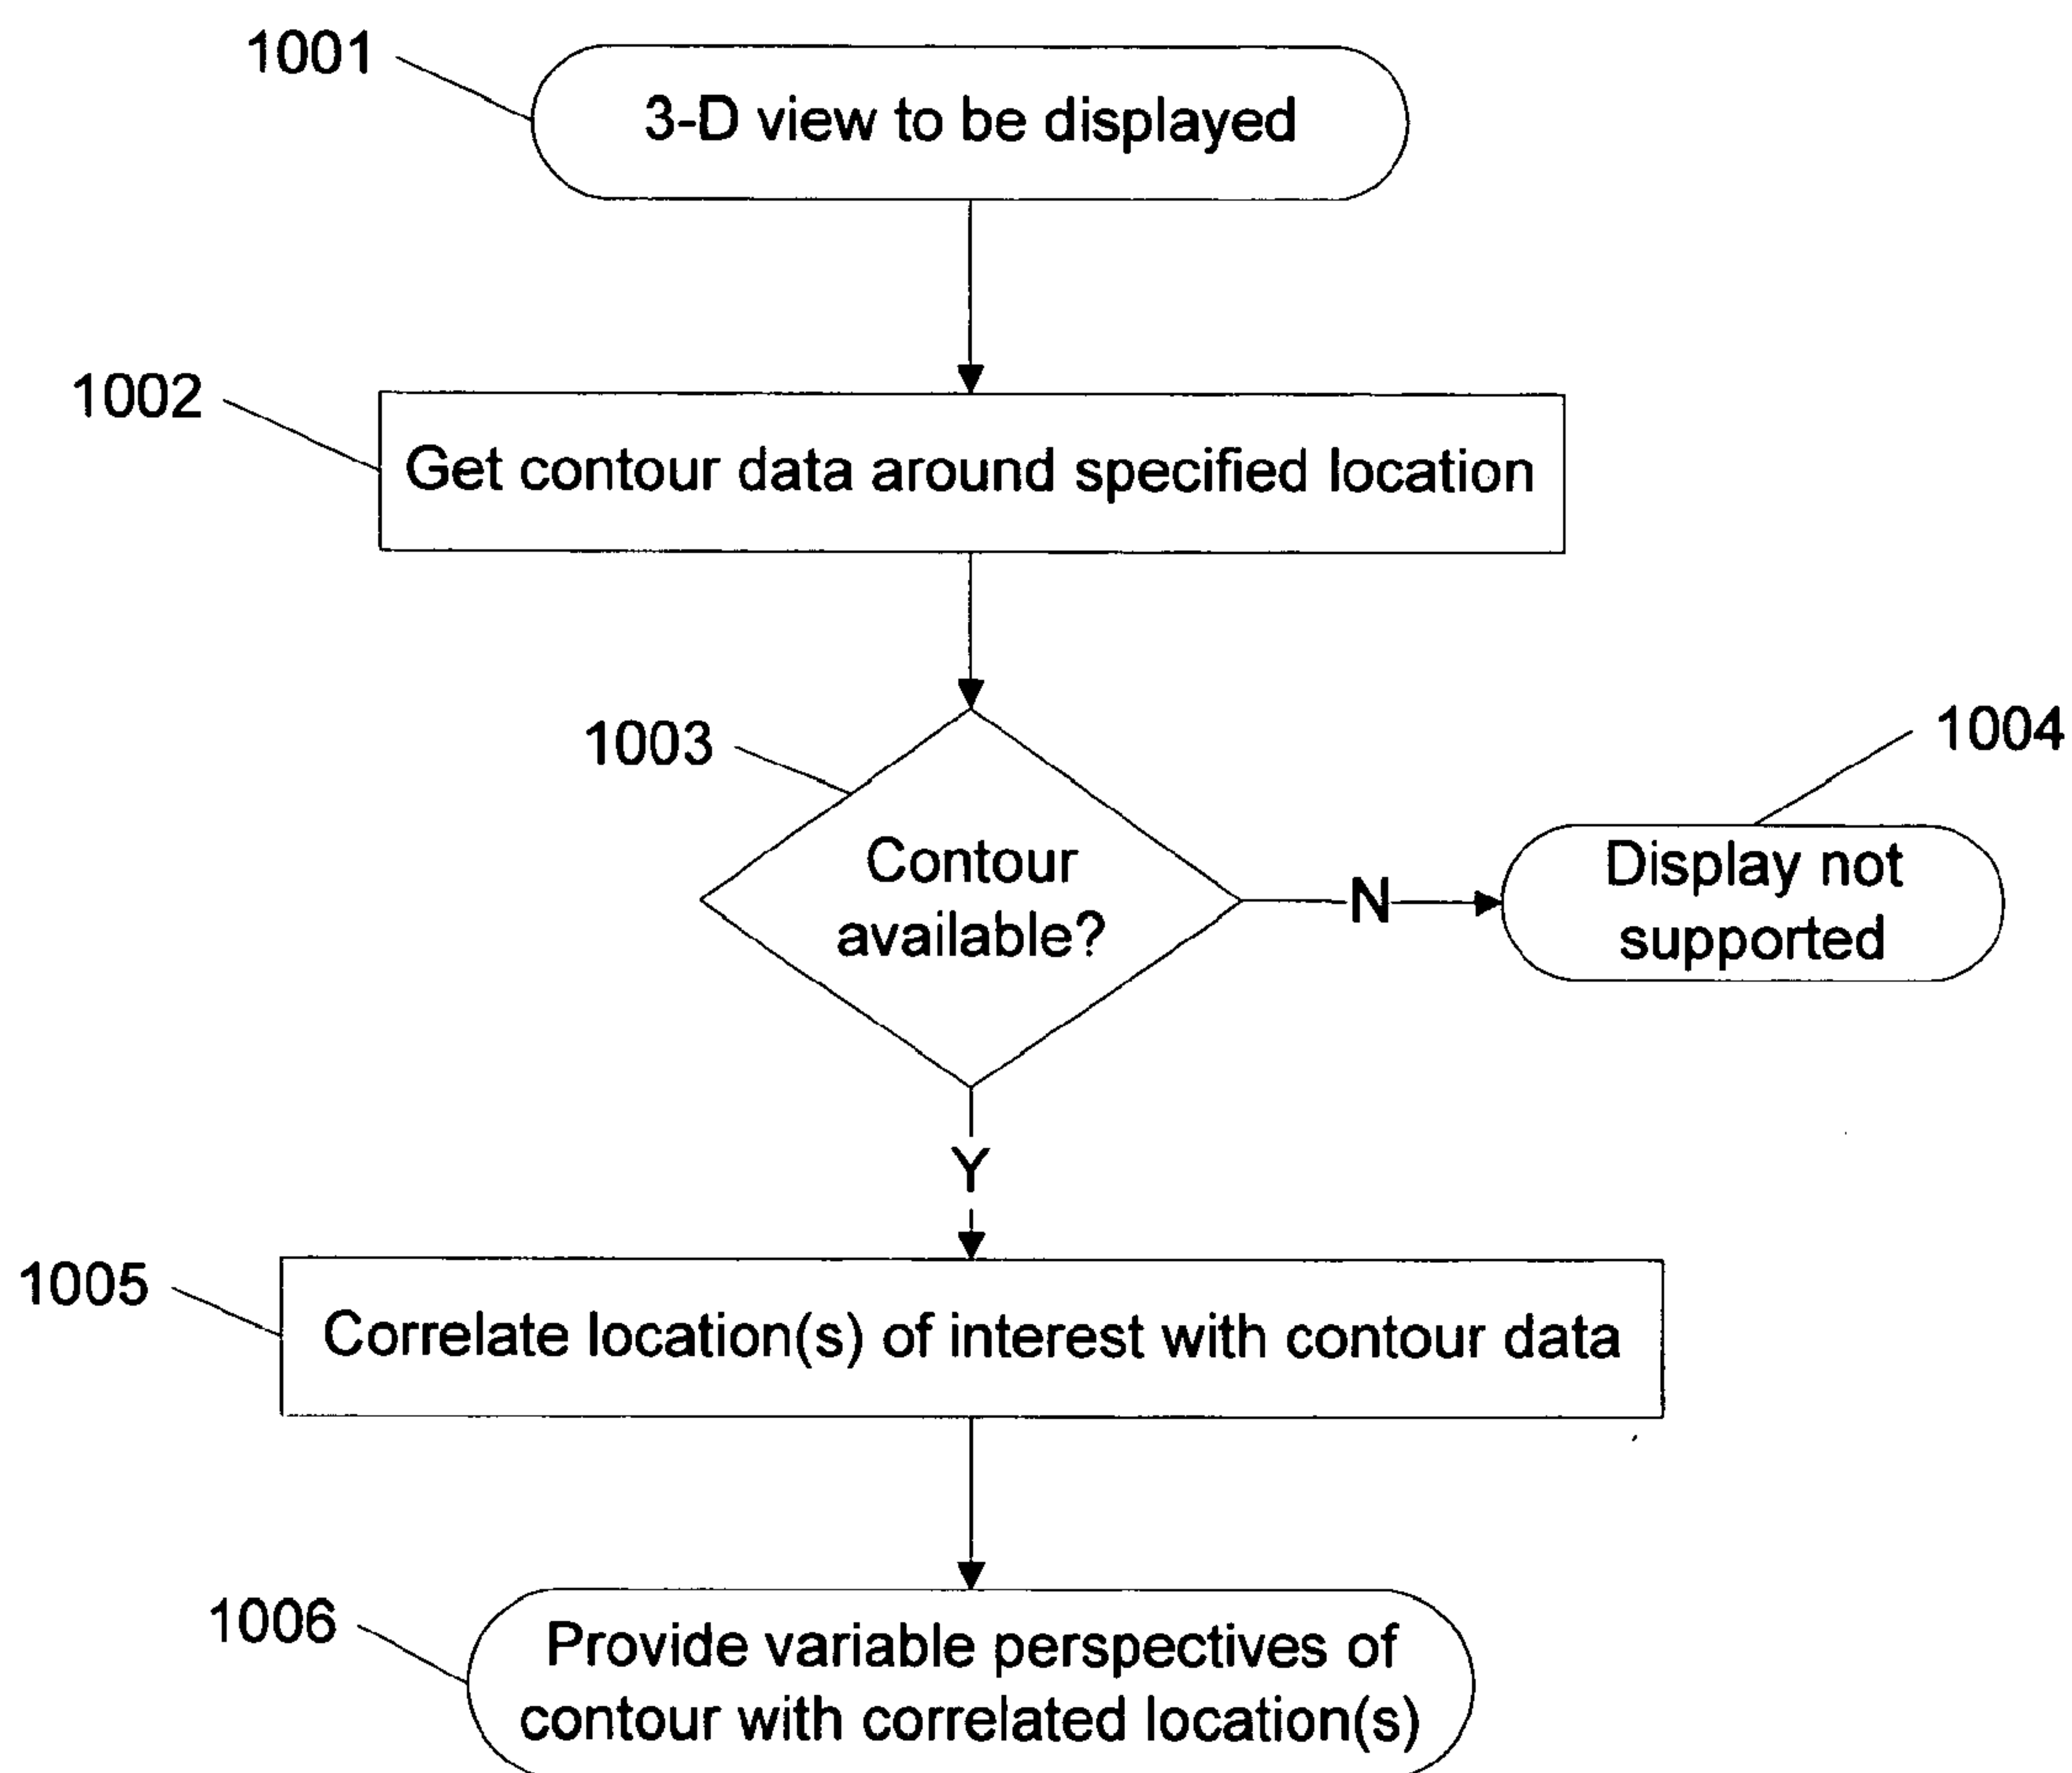 1001
3-D view to be displayed
1002
Get contour data around specified location
1003
Contour
available?
N
1004
Display not
supported
Y
1005
Correlate location(s) of interest with contour data
1006
Provide variable perspectives of
contour with correlated location(s)